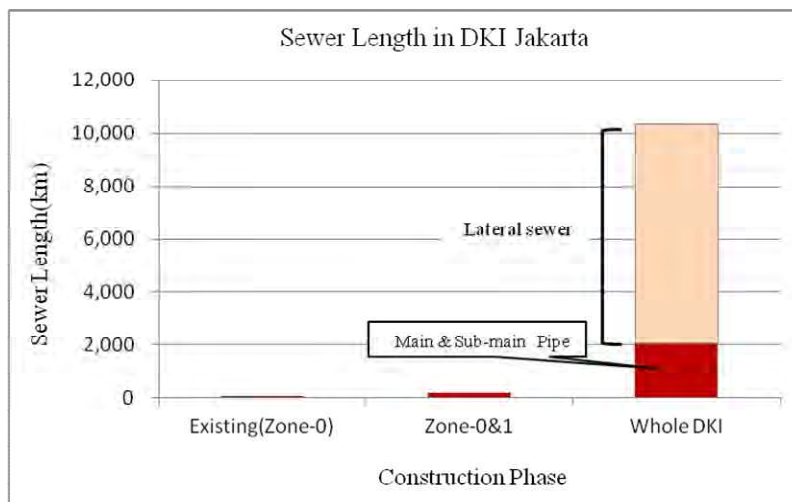 Sewer Length in DKI Jakarta
12,000
10,000
8,000
6,000
4,000
2,000
0
Sewer Length(km)
Lateral sewer
Main & Sub-main Pipe
Existing(Zone-0)
Zone-0&1
Whole DKI
Construction Phase